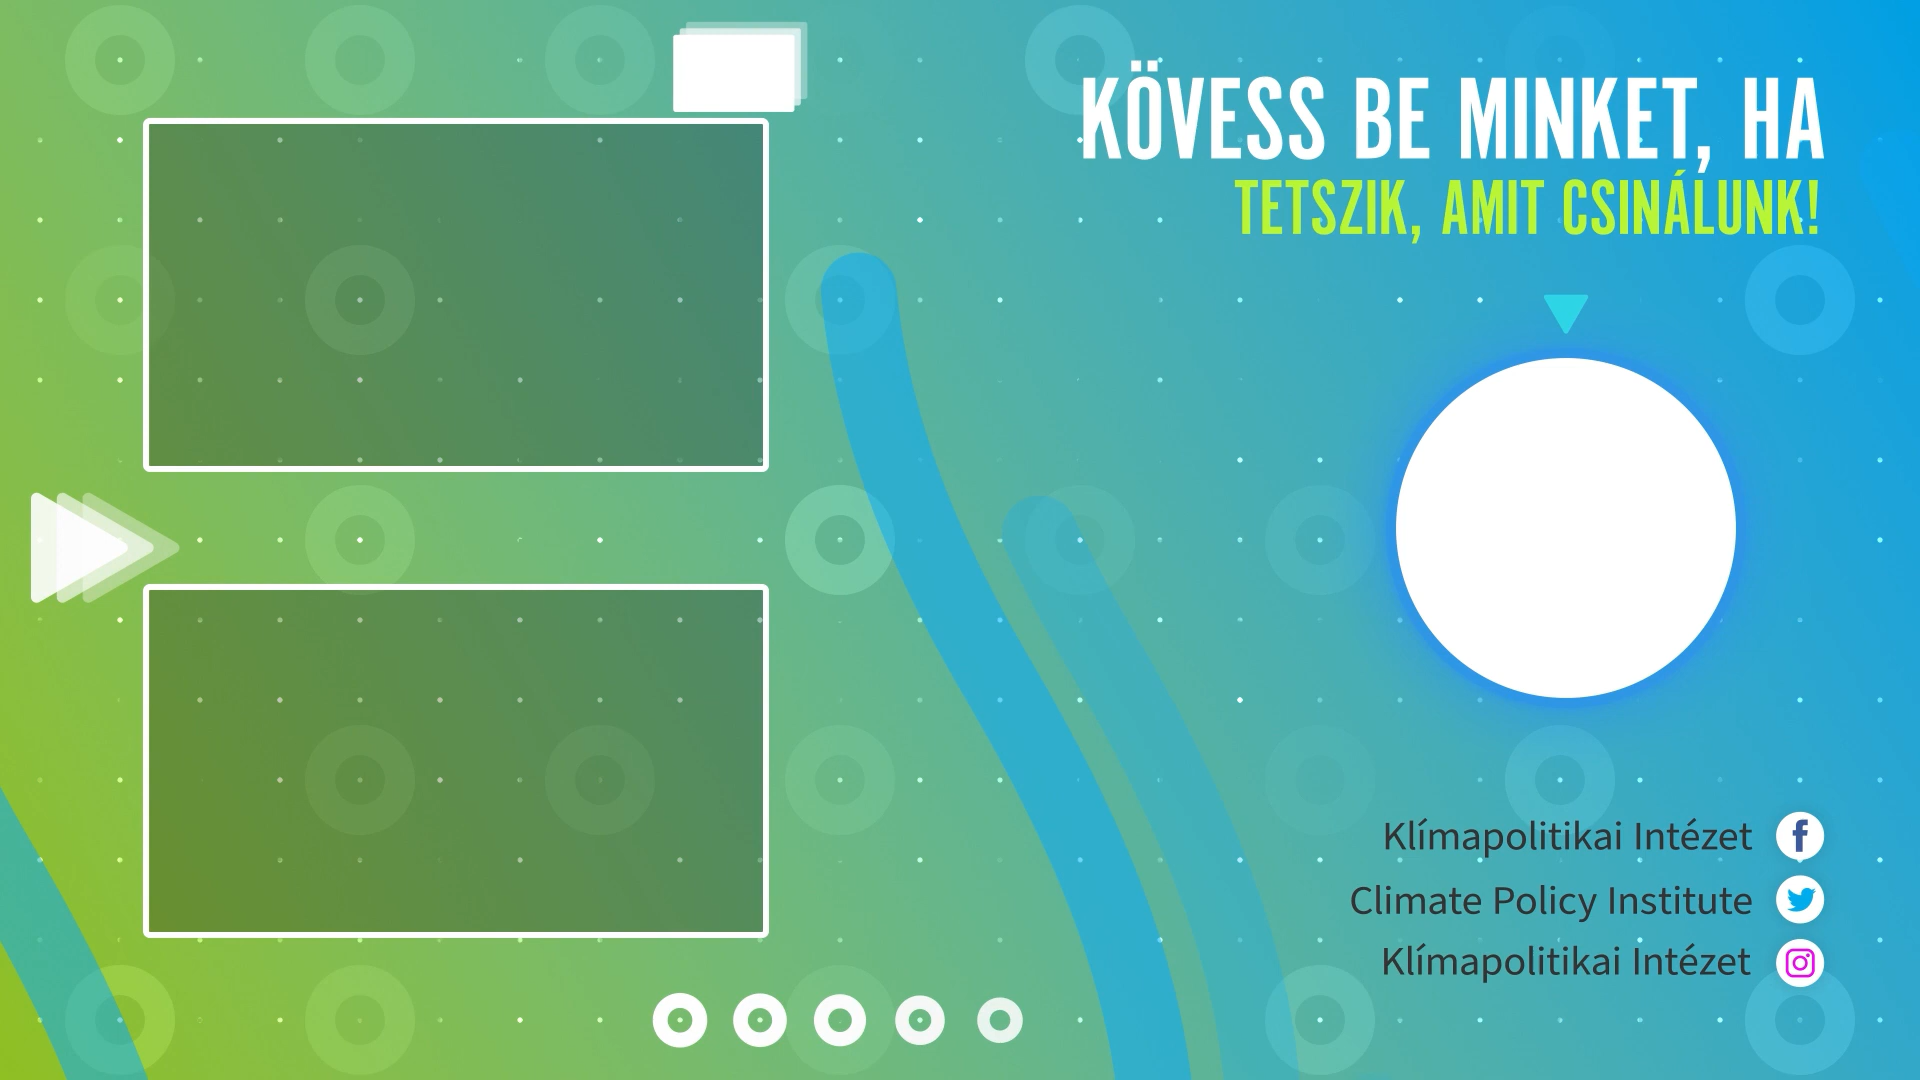 KÖVESS BE MINKET, HA
TETSZIK, AMIT CSINÁLUNK!
Klímapolitikai Intézet
Climate Policy Institute
Klímapolitikai Intézet